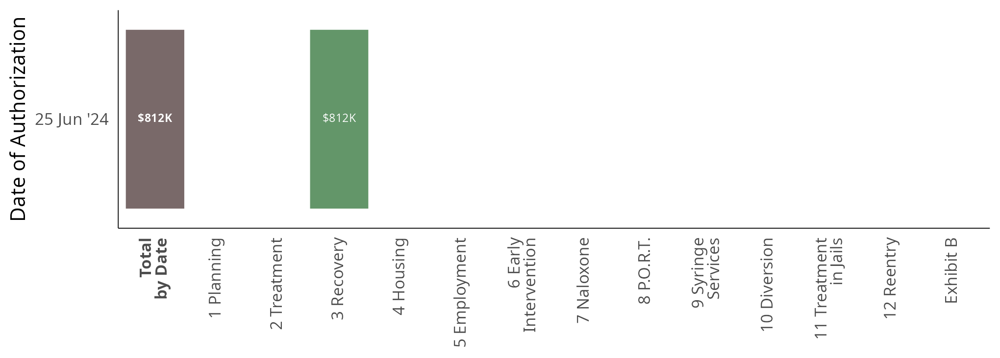 Date of Authorization
25 Jun '24
$812K
$812K
Total
by Date
1 Planning
2 Treatment
3 Recovery
4 Housing
5 Employment
6 Early
Intervention
7 Naloxone
8 P.O.R.T.
9 Syringe
Services
10 Diversion
11 Treatment
in Jails
12 Reentry
Exhibit B